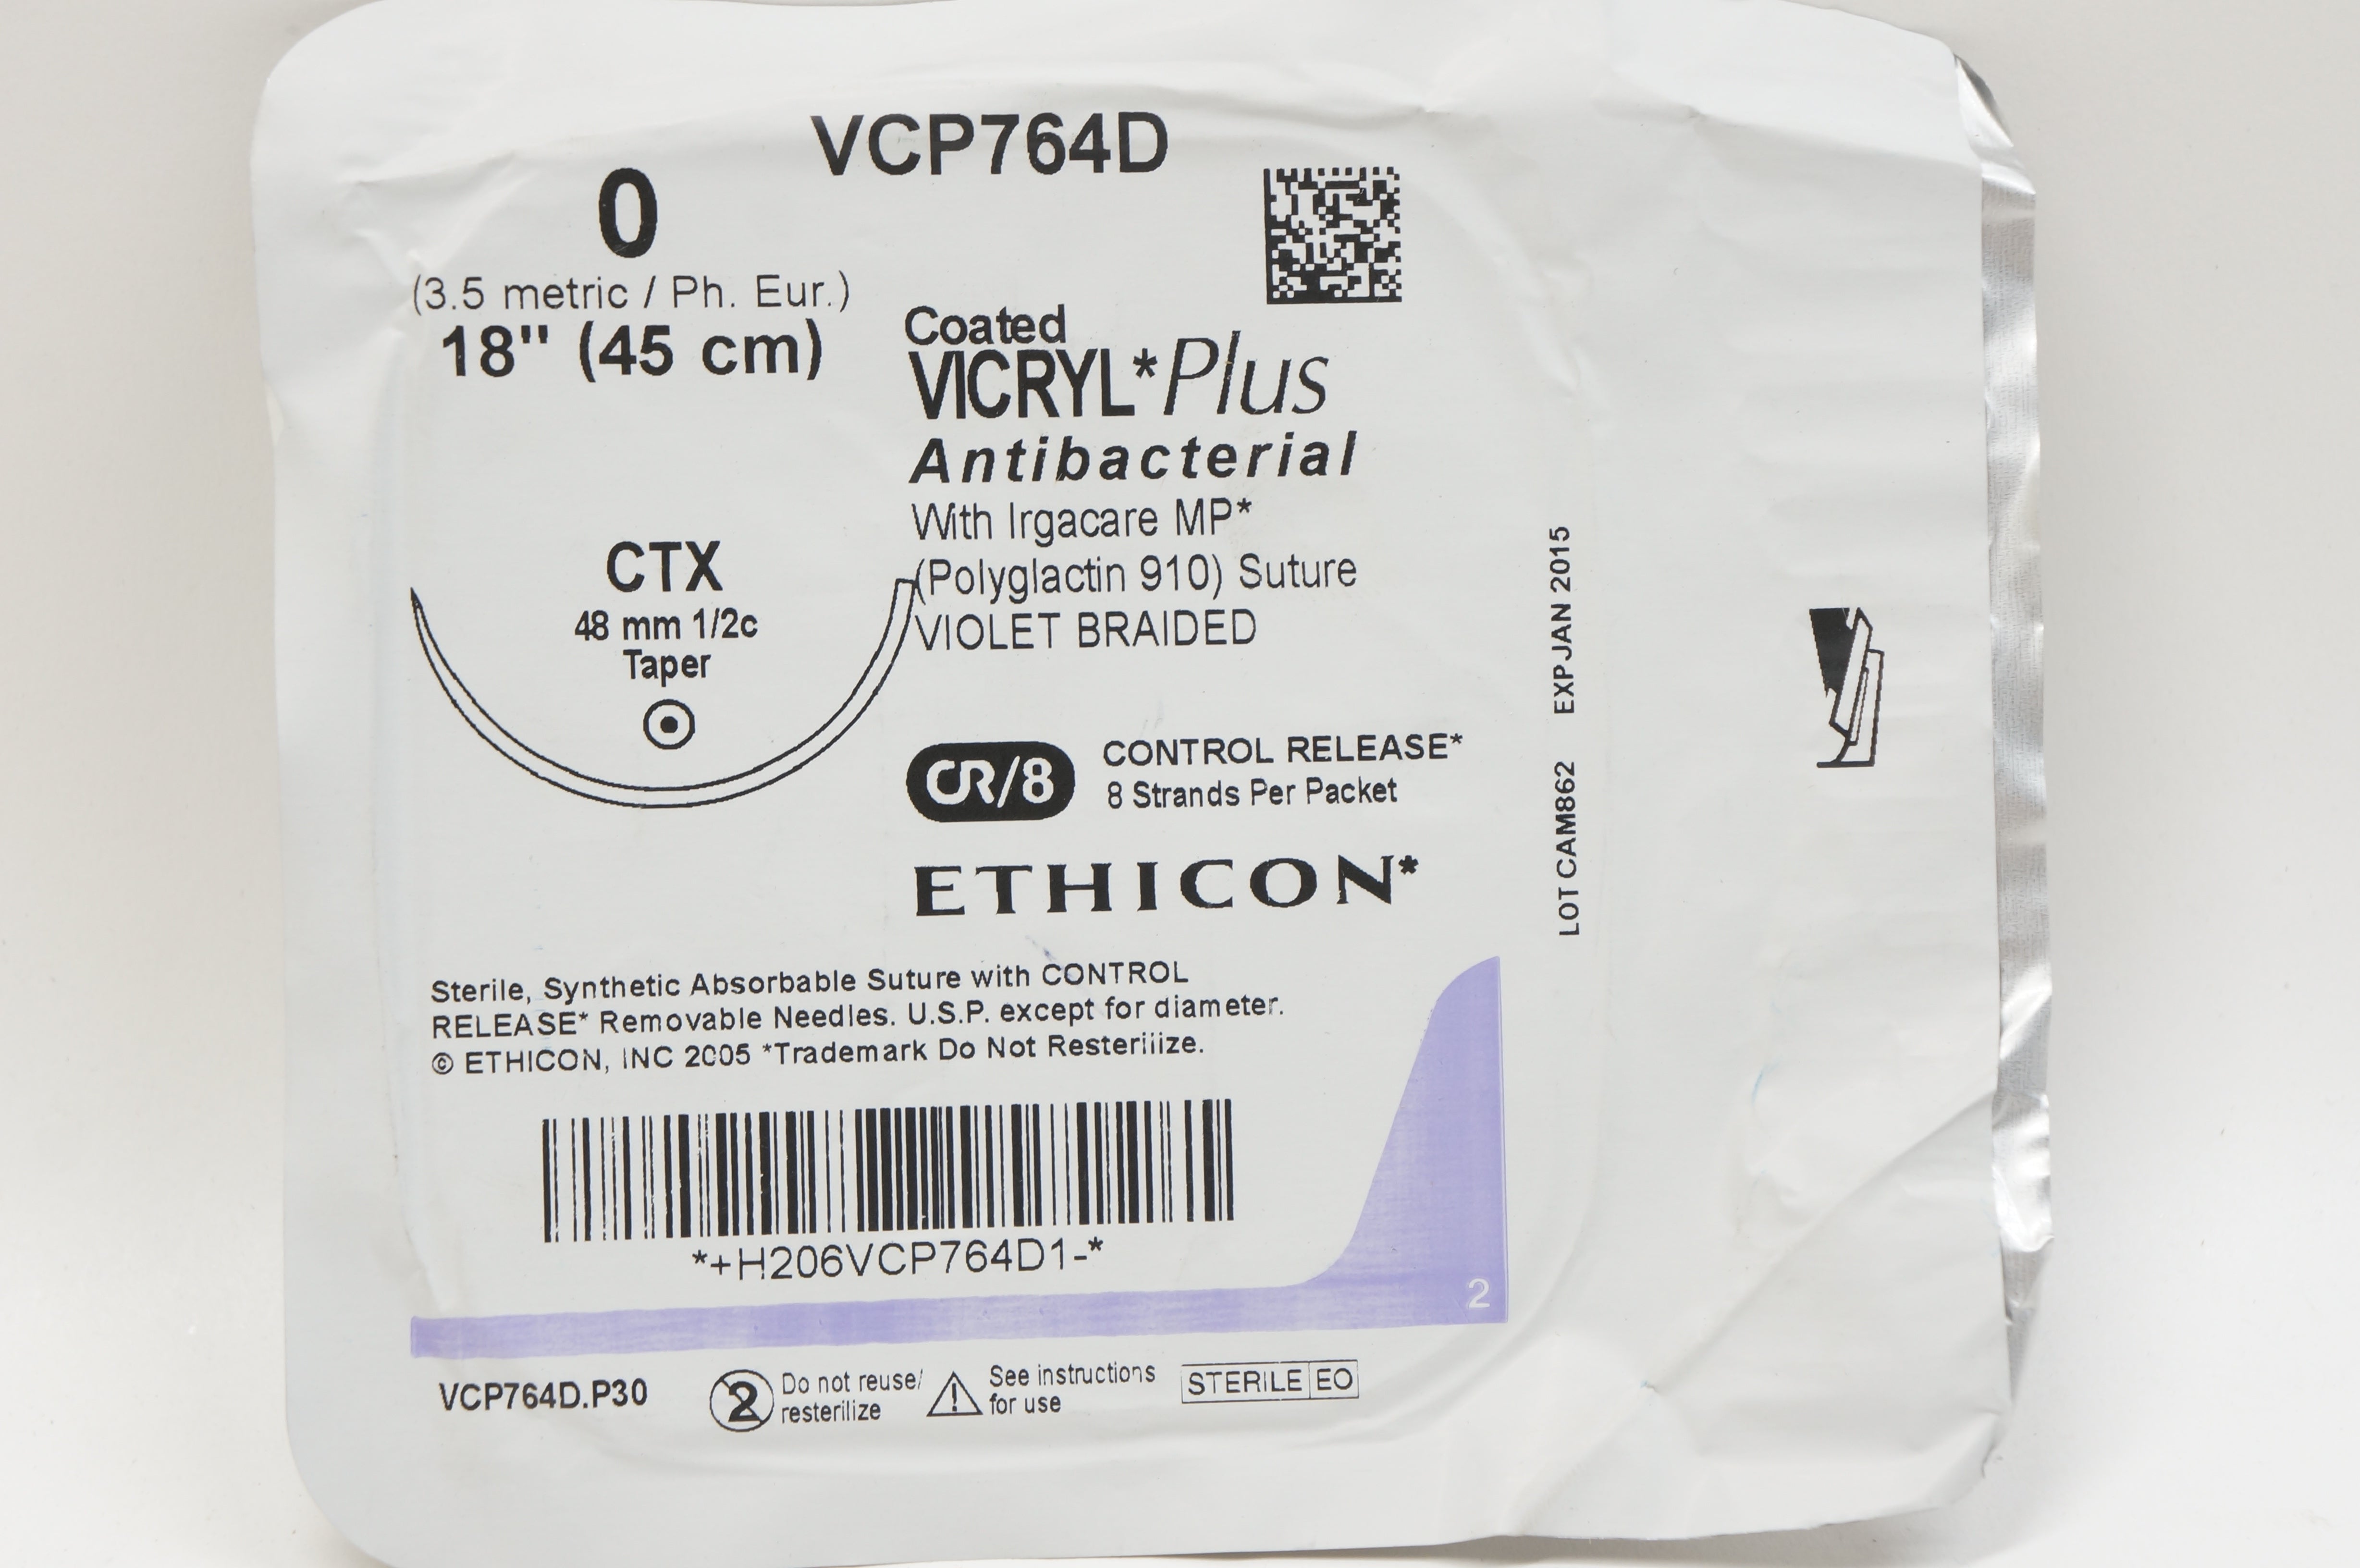 VCP764D
0
(3.5 metric / Ph. Eur.)
18" (45 cm)
Coated
VICRYL*Plus
Antibacterial
With Irgacare MP*
(Polyglactin 910) Suture
VIOLET BRAIDED
CTX
48 mm 1/2c
Taper
CR/8
CONTROL RELEASE*
8 Strands Per Packet
ETHICON*
LOT CAM862 EXP JAN 2015
Sterile, Synthetic Absorbable Suture with CONTROL
RELEASE* Removable Needles. U.S.P. except for diameter.
© ETHICON, INC 2005 *Trademark Do Not Resterilize.
*+H206VCP764D1-*
2
VCP764D.P30
2
Do not reuse/
resterilize
!
See instructions
for use
STERILE EO